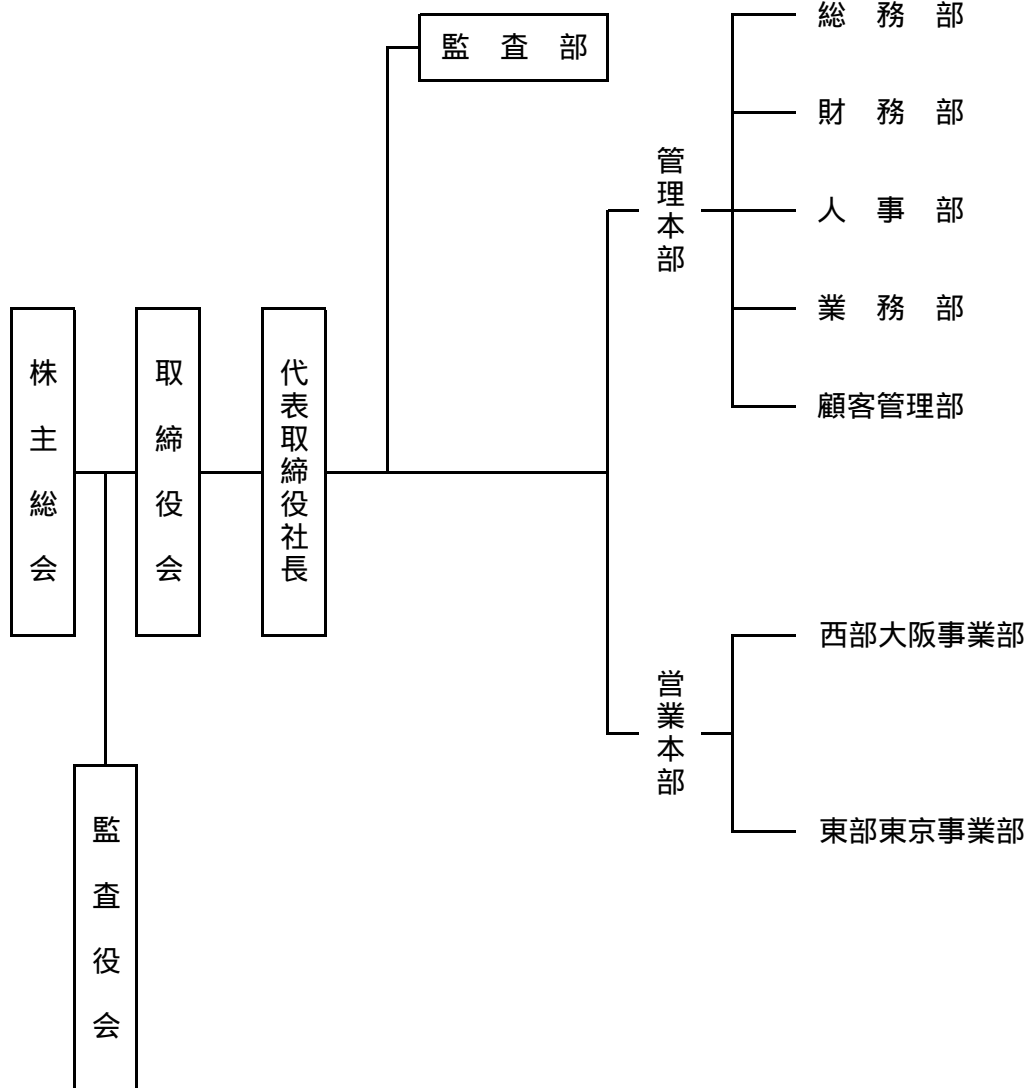 株主総会
取締役会
代表取締役社長
監査役会
監　査　部
管理本部
総　務　部
財　務　部
人　事　部
業　務　部
顧客管理部
営業本部
西部大阪事業部
東部東京事業部